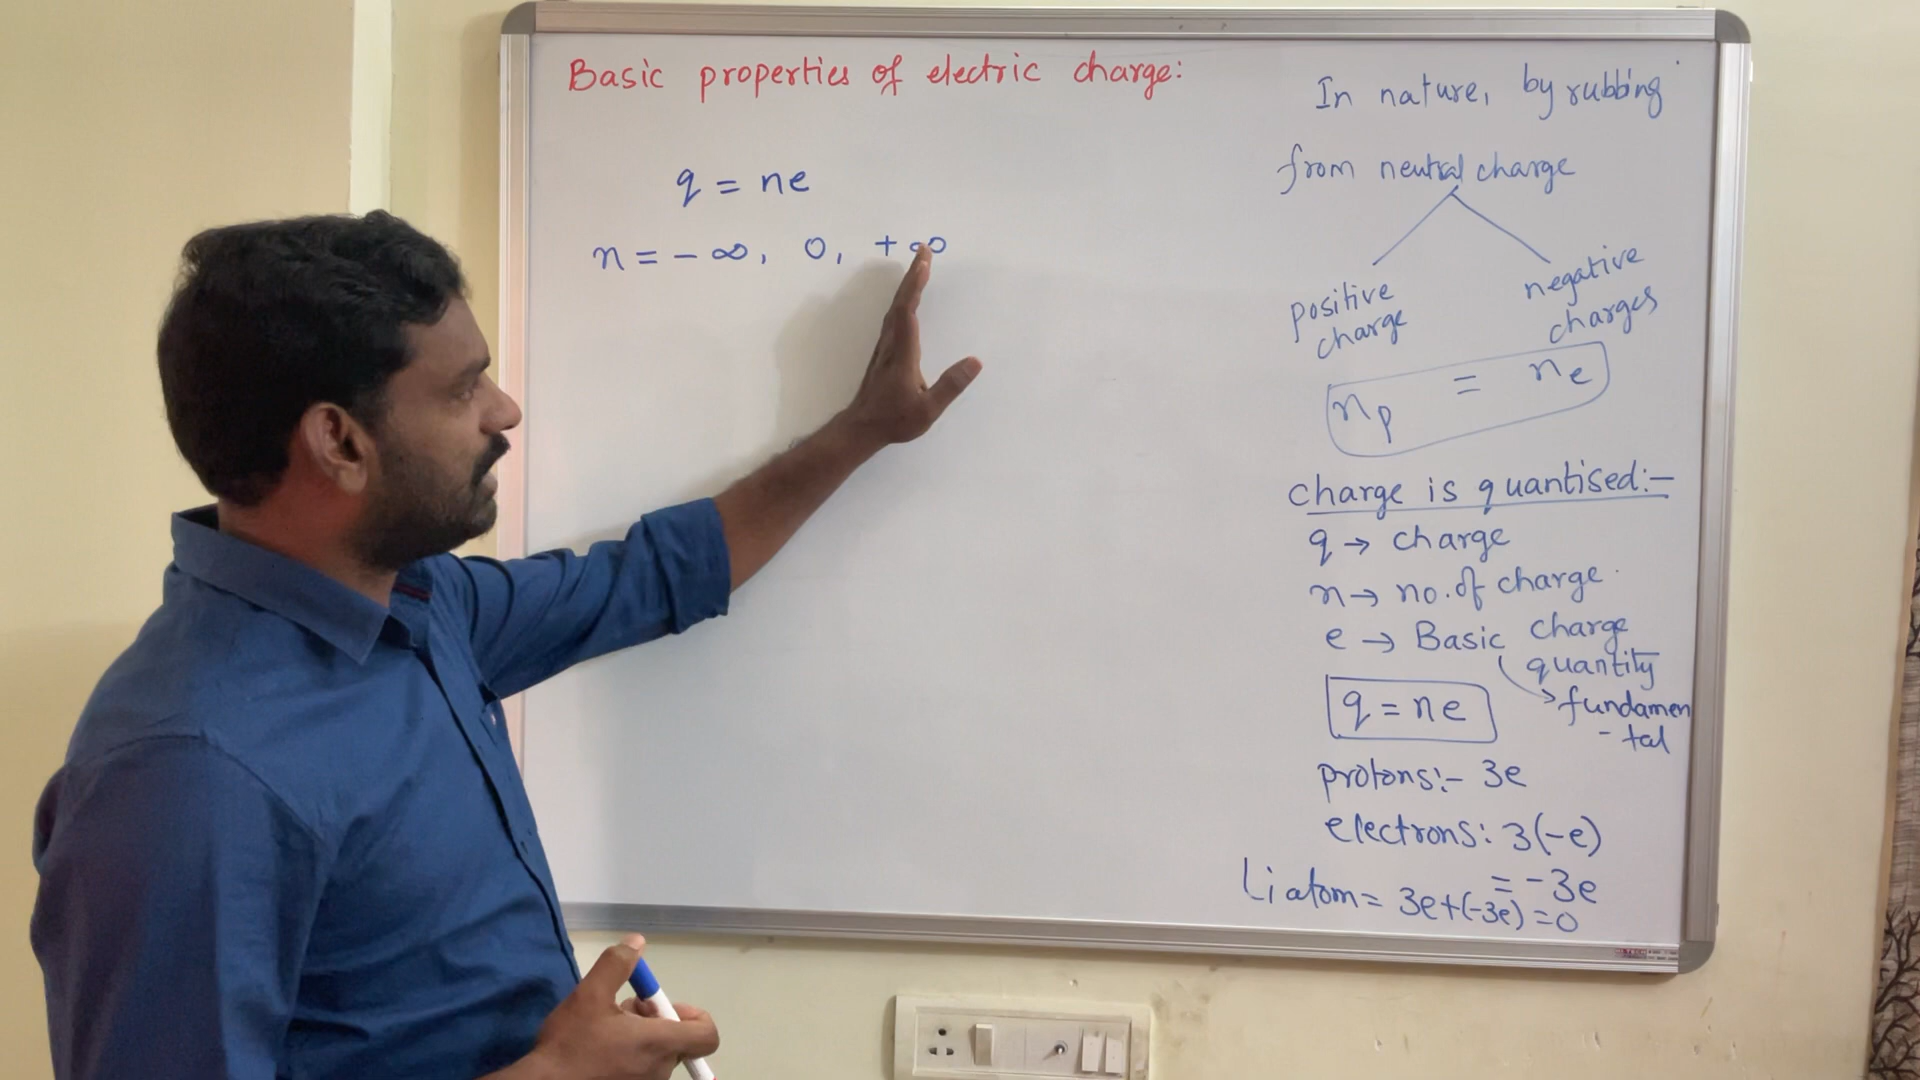 Basic properties of electric charge:
q = ne
n = - ∞, 0, + ∞
In nature, by rubbing
from neutral charge
positive charge
negative charges
n_p = n_e
charge is quantised:-
q → charge
n → no. of charge.
e → Basic charge
quantity
→ fundamen
- tal
q = ne
protons:- 3e
electrons: 3(-e)
= -3e
Li atom = 3e+(-3e) = 0